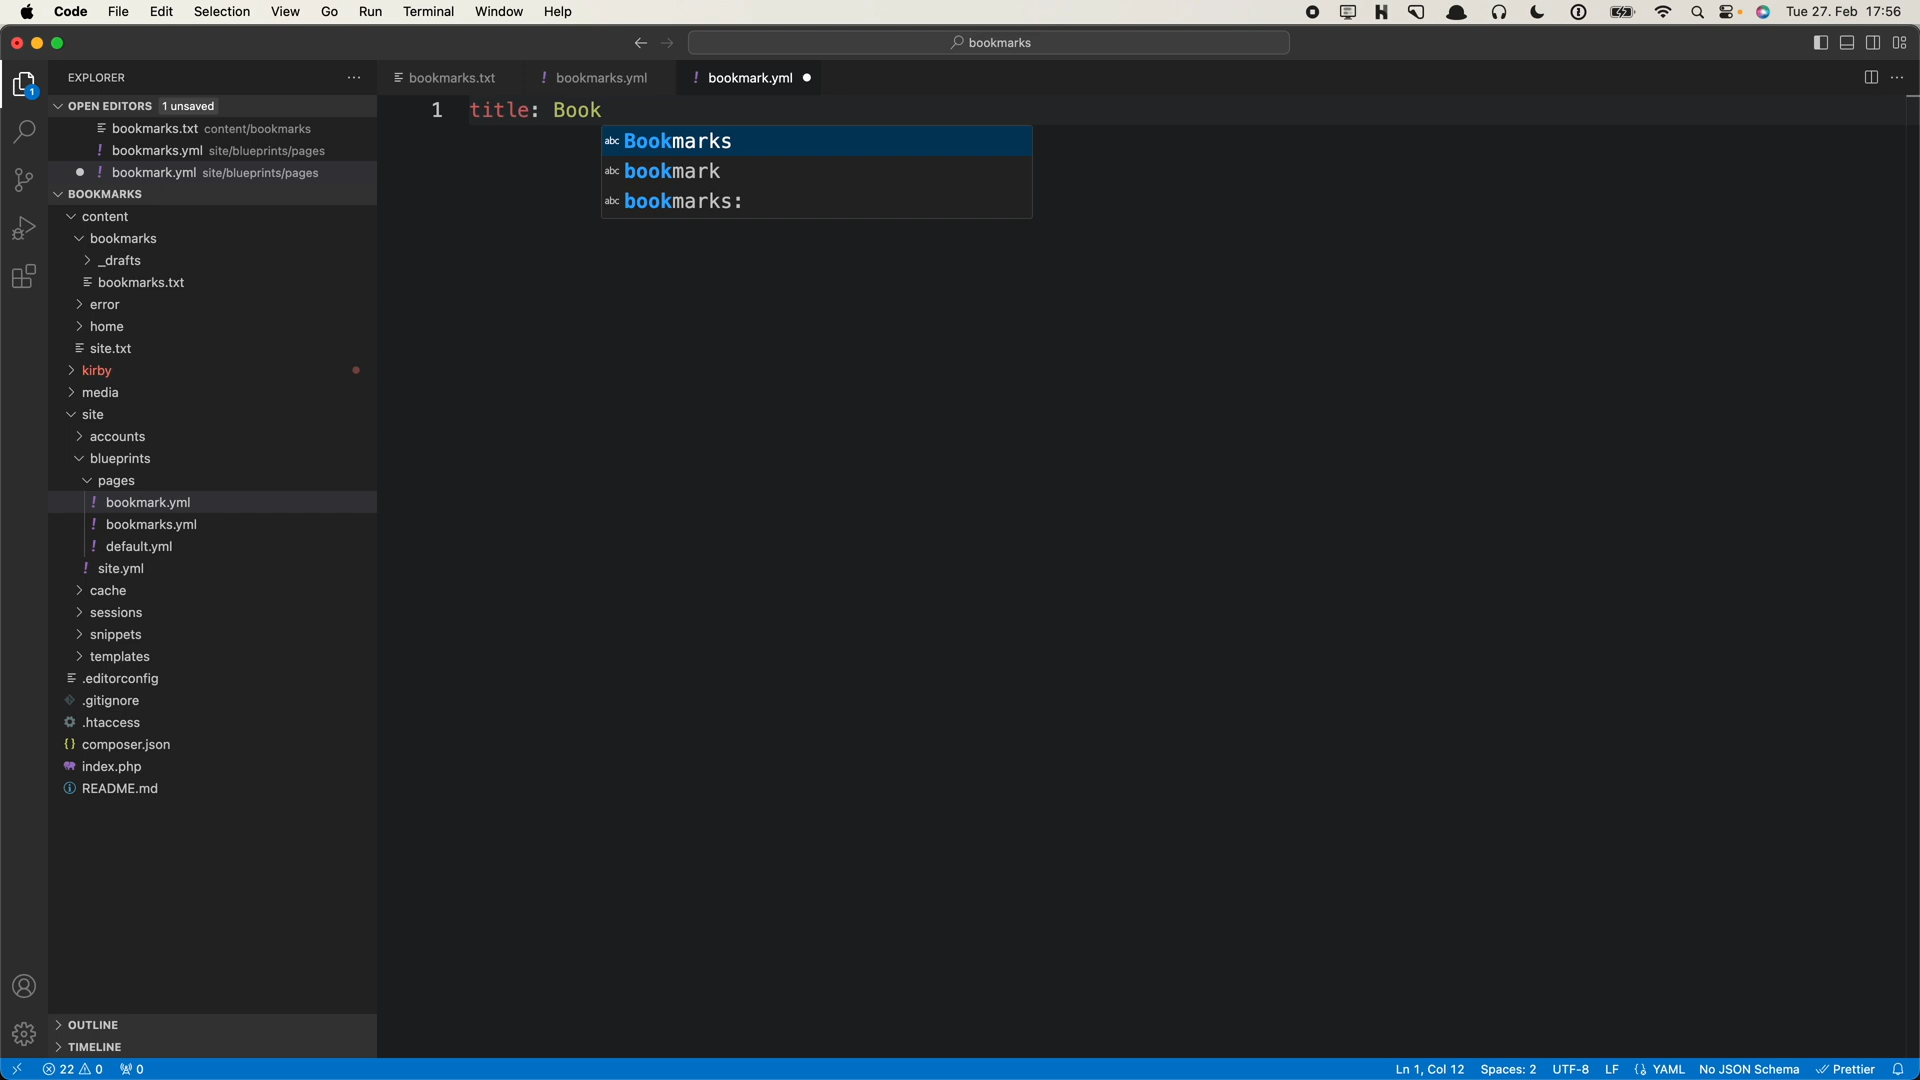 Code File Edit Selection View Go Run Terminal Window Help Tue 27. Feb 17:56
bookmarks
EXPLORER
1
OPEN EDITORS 1 unsaved
bookmarks.txt content/bookmarks
! bookmarks.yml site/blueprints/pages
! bookmark.yml site/blueprints/pages
BOOKMARKS
content
bookmarks
_drafts
bookmarks.txt
error
home
site.txt
kirby
media
site
accounts
blueprints
pages
! bookmark.yml
! bookmarks.yml
! default.yml
! site.yml
cache
sessions
snippets
templates
.editorconfig
.gitignore
.htaccess
{} composer.json
index.php
README.md
OUTLINE
TIMELINE
bookmarks.txt ! bookmarks.yml ! bookmark.yml
1 title: Book
abc Bookmarks
abc bookmark
abc bookmarks:
22 0 0 Ln 1, Col 12 Spaces: 2 UTF-8 LF YAML No JSON Schema Prettier